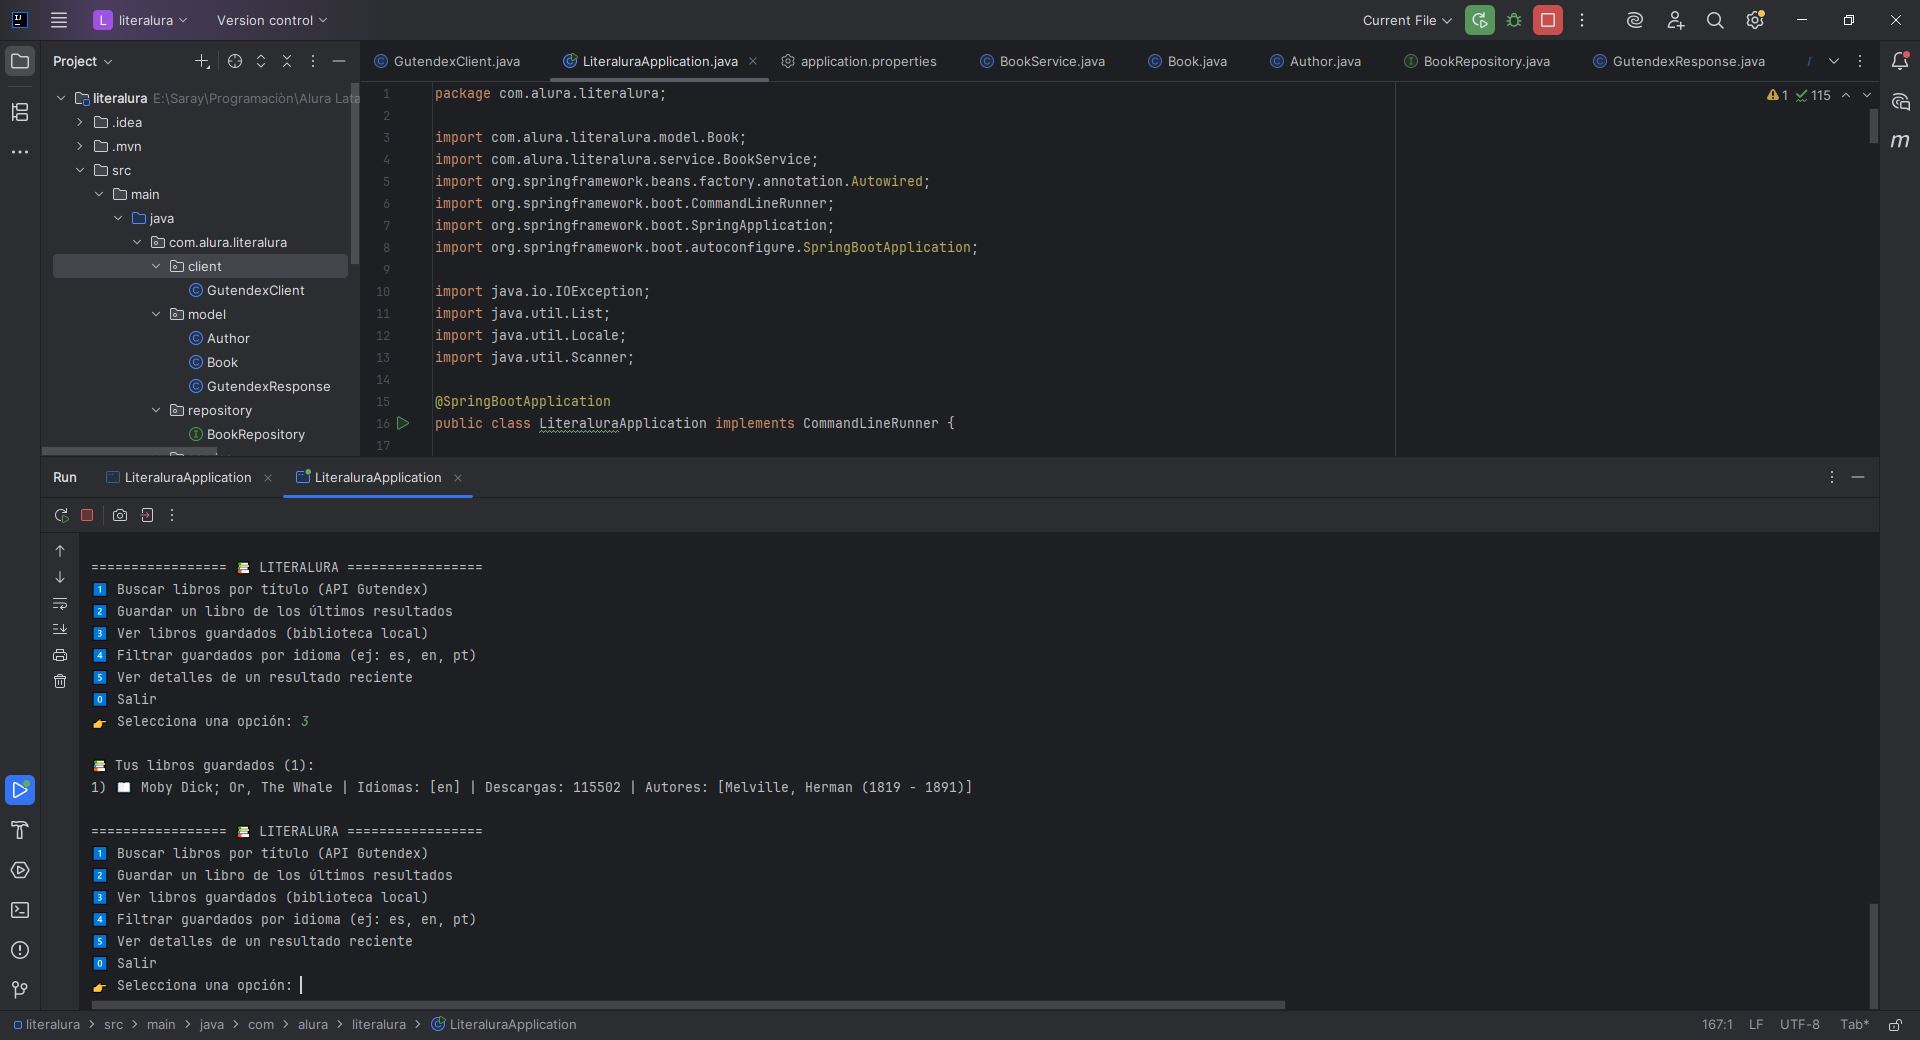 L literalura Version control Current File
Project
GutendexClient.java LiteraluraApplication.java application.properties BookService.java Book.java Author.java BookRepository.java GutendexResponse.java
literalura E:\Saray\Programaciòn\Alura Lata
.idea
.mvn
src
main
java
com.alura.literalura
client
GutendexClient
model
Author
Book
GutendexResponse
repository
BookRepository
1 115
1 package com.alura.literalura;
2
3 import com.alura.literalura.model.Book;
4 import com.alura.literalura.service.BookService;
5 import org.springframework.beans.factory.annotation.Autowired;
6 import org.springframework.boot.CommandLineRunner;
7 import org.springframework.boot.SpringApplication;
8 import org.springframework.boot.autoconfigure.SpringBootApplication;
9
10 import java.io.IOException;
11 import java.util.List;
12 import java.util.Locale;
13 import java.util.Scanner;
14
15 @SpringBootApplication
16 public class LiteraluraApplication implements CommandLineRunner {
17
m
Run LiteraluraApplication LiteraluraApplication
================= 📚 LITERALURA =================
1 Buscar libros por título (API Gutendex)
2 Guardar un libro de los últimos resultados
3 Ver libros guardados (biblioteca local)
4 Filtrar guardados por idioma (ej: es, en, pt)
5 Ver detalles de un resultado reciente
0 Salir
👉 Selecciona una opción: 3
📚 Tus libros guardados (1):
1) 📖 Moby Dick; Or, The Whale | Idiomas: [en] | Descargas: 115502 | Autores: [Melville, Herman (1819 - 1891)]
================= 📚 LITERALURA =================
1 Buscar libros por título (API Gutendex)
2 Guardar un libro de los últimos resultados
3 Ver libros guardados (biblioteca local)
4 Filtrar guardados por idioma (ej: es, en, pt)
5 Ver detalles de un resultado reciente
0 Salir
👉 Selecciona una opción:
literalura > src > main > java > com > alura > literalura > LiteraluraApplication 167:1 LF UTF-8 Tab*